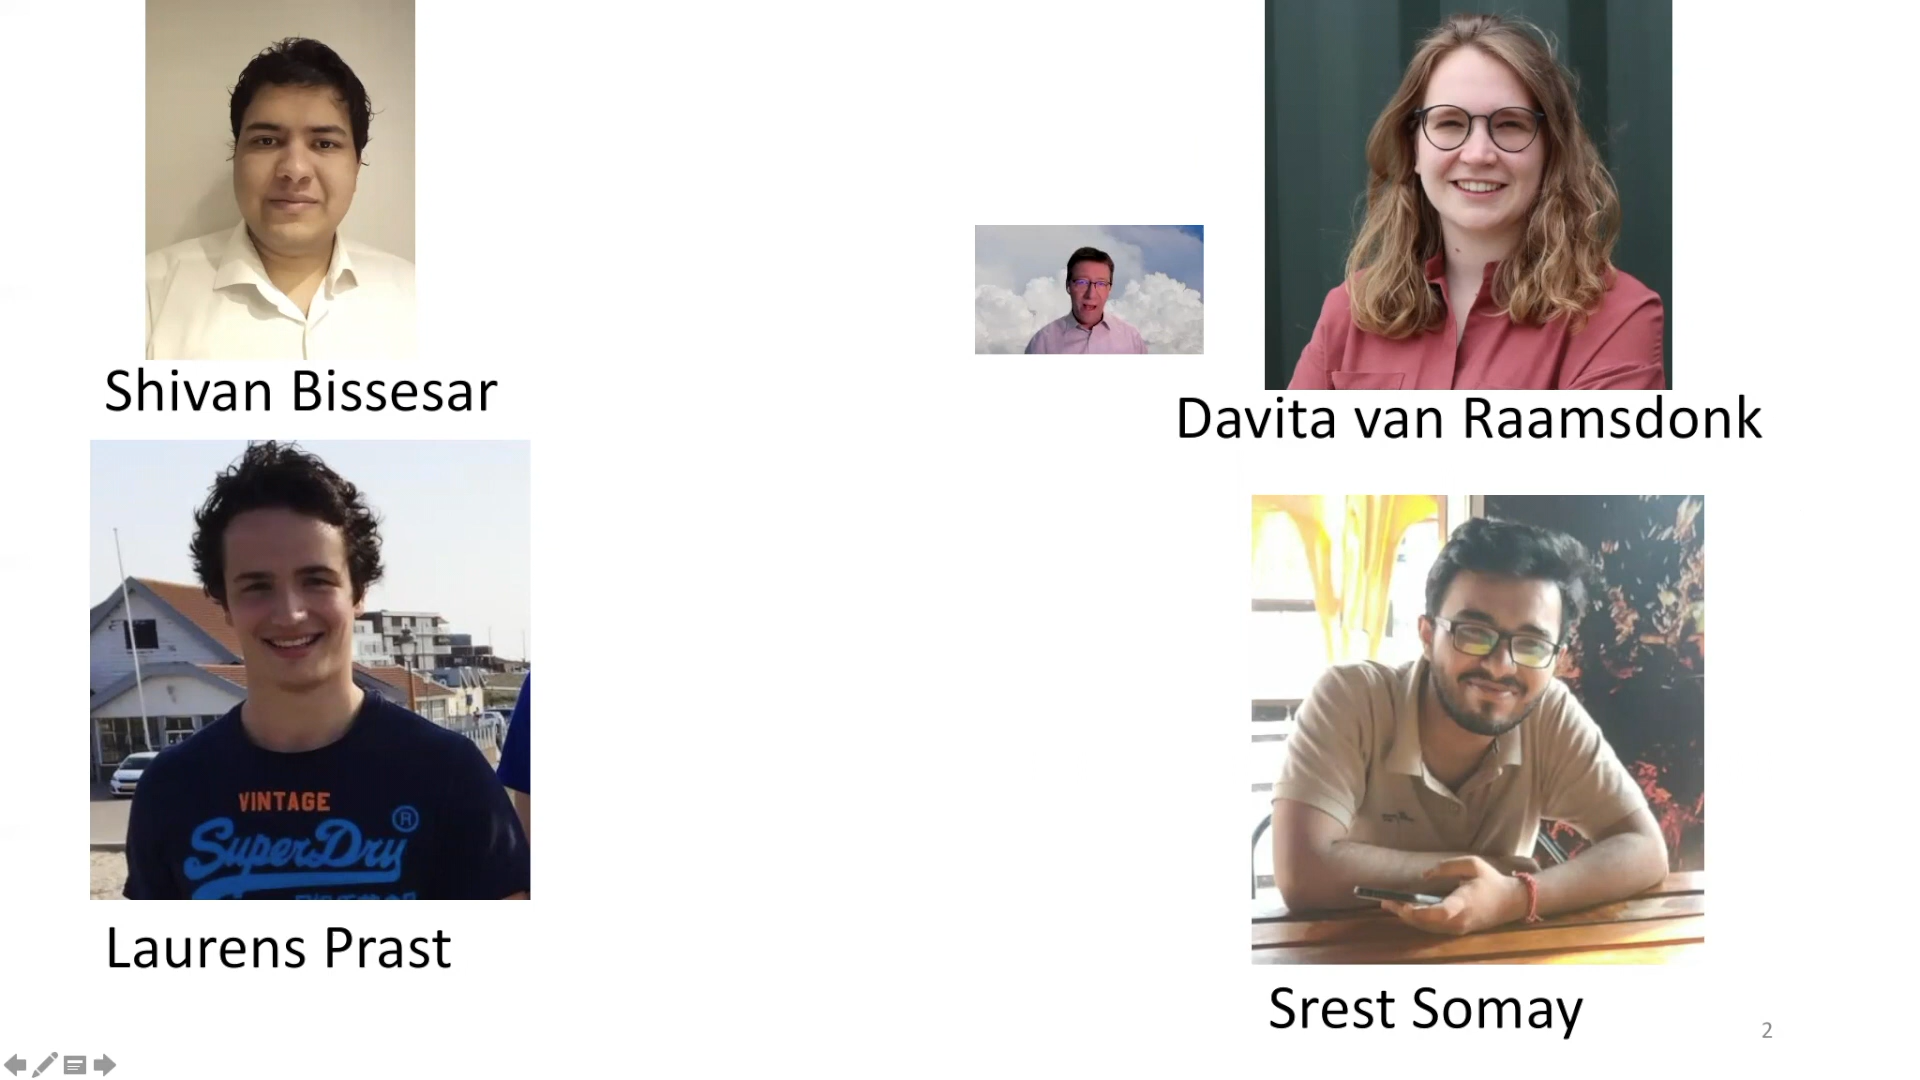 Shivan Bissesar
Davita van Raamsdonk
VINTAGE
SuperDry
®
Laurens Prast
Srest Somay
2